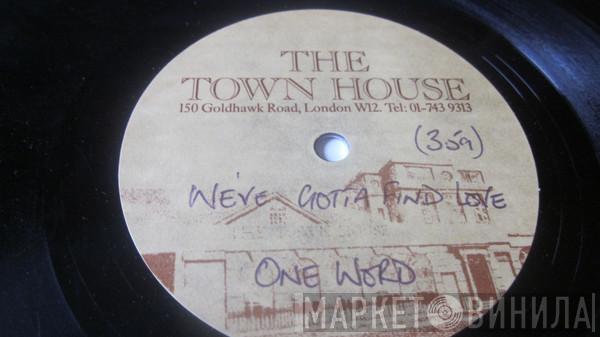 THE
TOWN HOUSE
150 Goldhawk Road, London W12. Tel: 01-743 9313
(3.59)
WE'VE GOTTA FIND LOVE
ONE WORD
МАРКЕТ ВИНИЛА